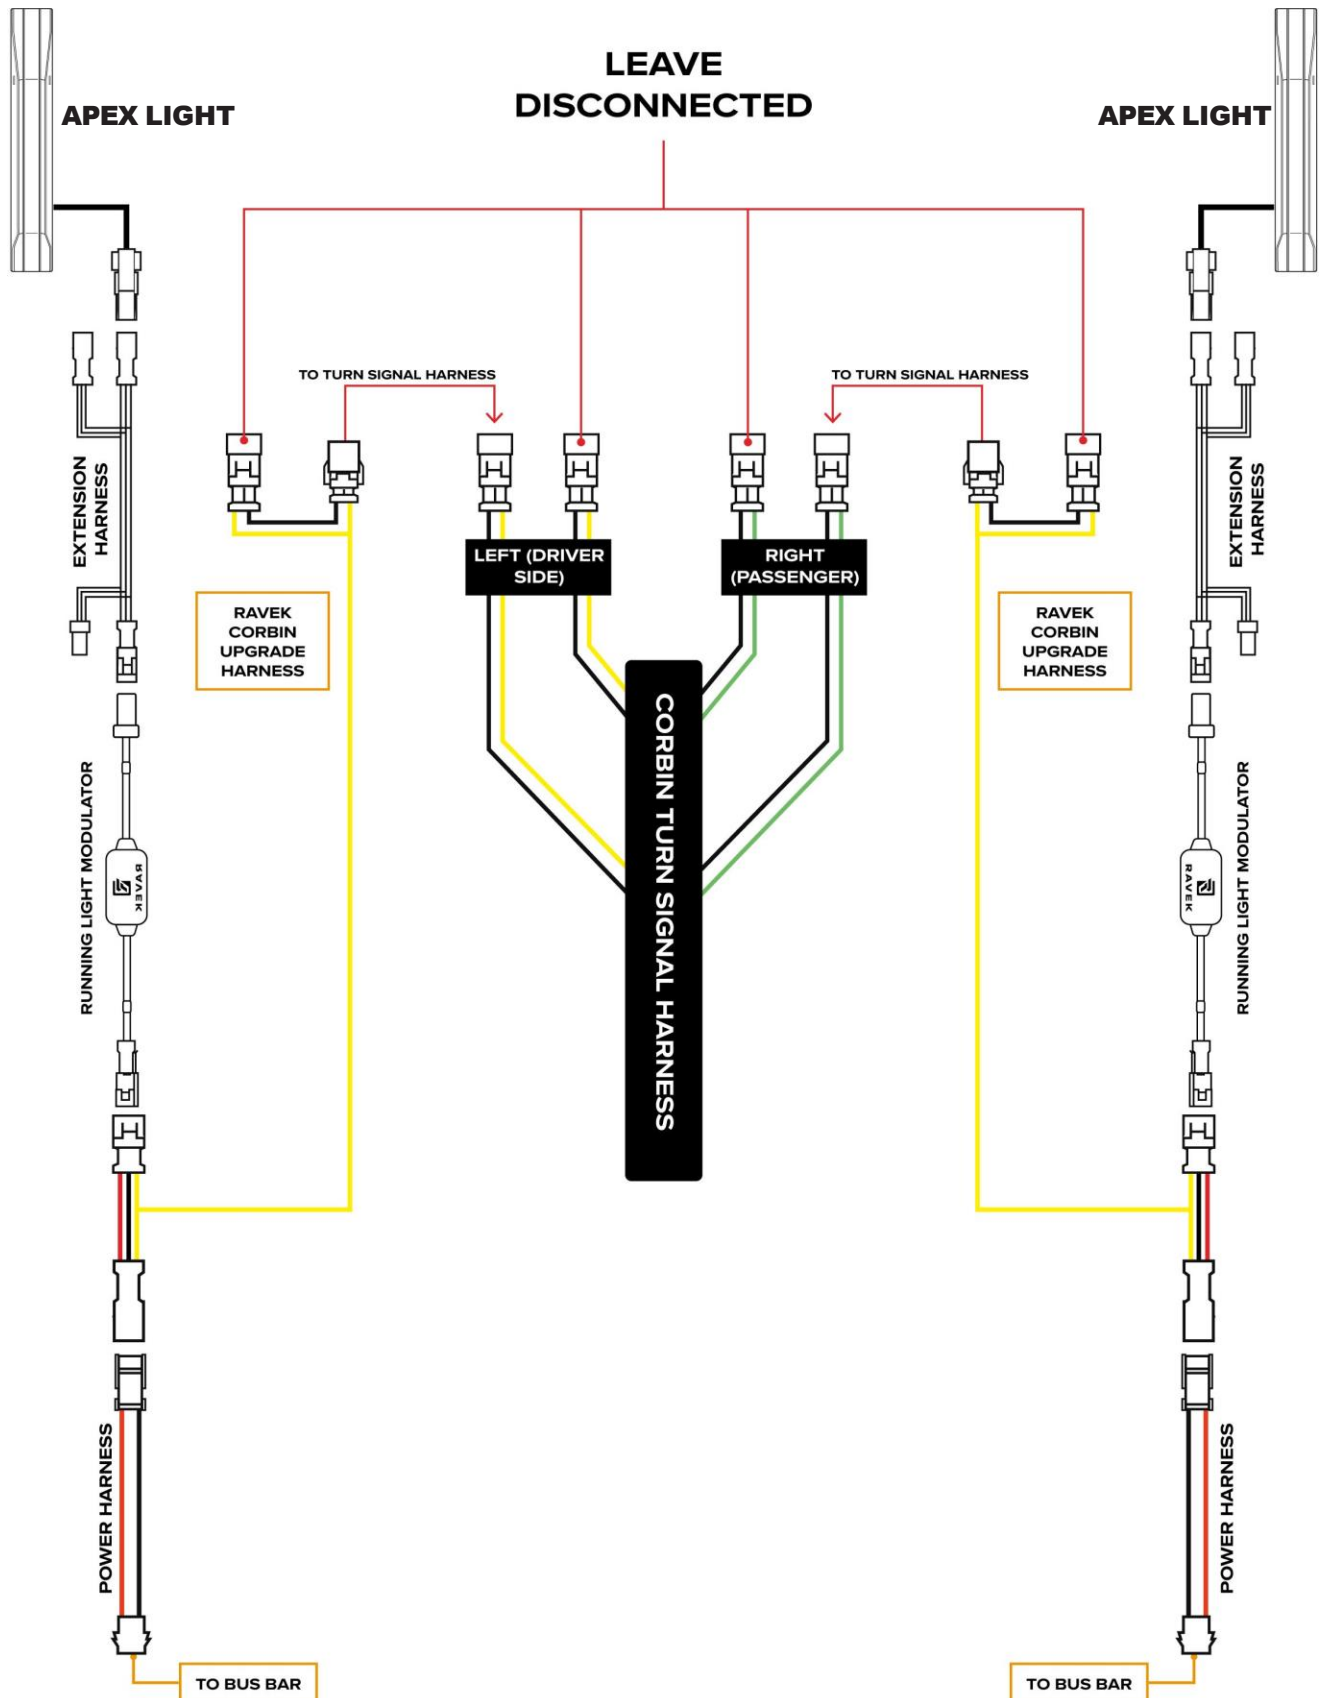 LEAVE
DISCONNECTED
APEX LIGHT
APEX LIGHT
TO TURN SIGNAL HARNESS
TO TURN SIGNAL HARNESS
EXTENSION
HARNESS
EXTENSION
HARNESS
LEFT (DRIVER
SIDE)
RIGHT
(PASSENGER)
RAVEK
CORBIN
UPGRADE
HARNESS
RAVEK
CORBIN
UPGRADE
HARNESS
CORBIN TURN SIGNAL HARNESS
RUNNING LIGHT MODULATOR
RAVEK
RAVEK
RUNNING LIGHT MODULATOR
POWER HARNESS
POWER HARNESS
TO BUS BAR
TO BUS BAR